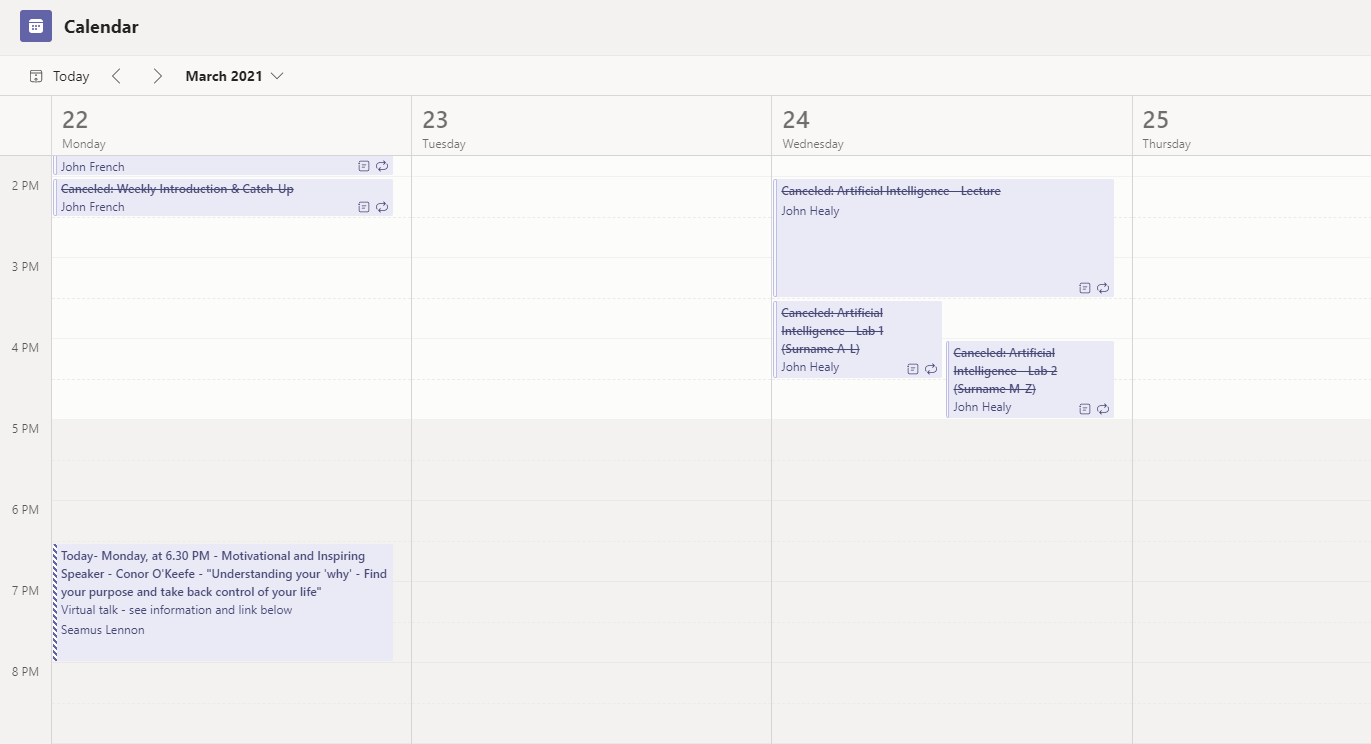 Calendar
Today
March 2021
22
Monday
23
Tuesday
24
Wednesday
25
Thursday
John French
2 PM
Canceled: Weekly Introduction & Catch-Up
John French
Canceled: Artificial Intelligence - Lecture
John Healy
3 PM
Canceled: Artificial
Intelligence - Lab 1
(Surname A-L)
John Healy
4 PM
Canceled: Artificial
Intelligence - Lab 2
(Surname M-Z)
John Healy
5 PM
6 PM
Today- Monday, at 6.30 PM - Motivational and Inspiring
Speaker - Conor O'Keefe - "Understanding your 'why' - Find
your purpose and take back control of your life"
Virtual talk - see information and link below
Seamus Lennon
7 PM
8 PM